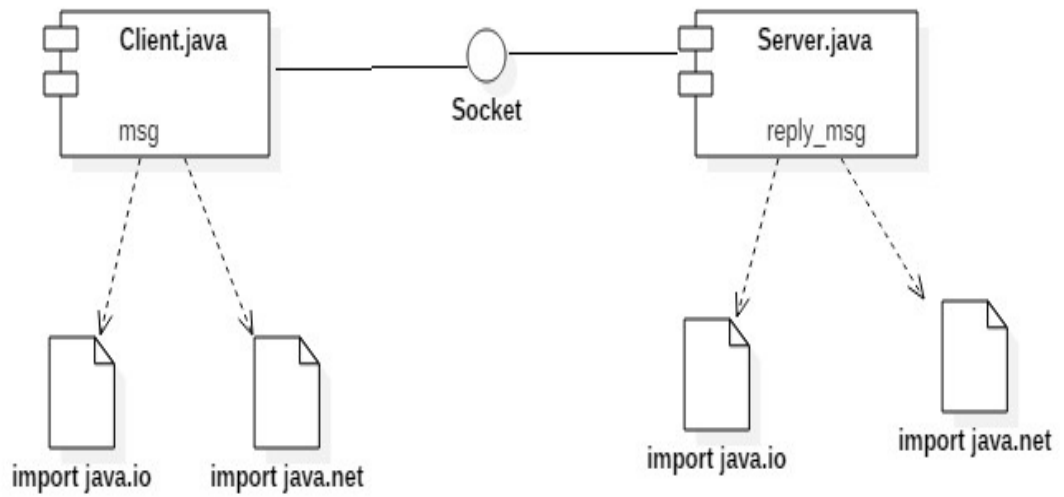 Client.java
Server.java
Socket
msg
reply_msg
import java.io
import java.net
import java.io
import java.net